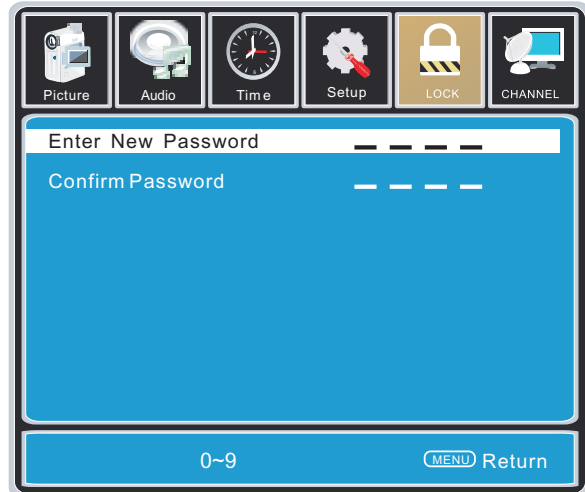 Picture Audio Time Setup LOCK CHANNEL
Enter New Password _ _ _ _
Confirm Password _ _ _ _
0~9 MENU Return